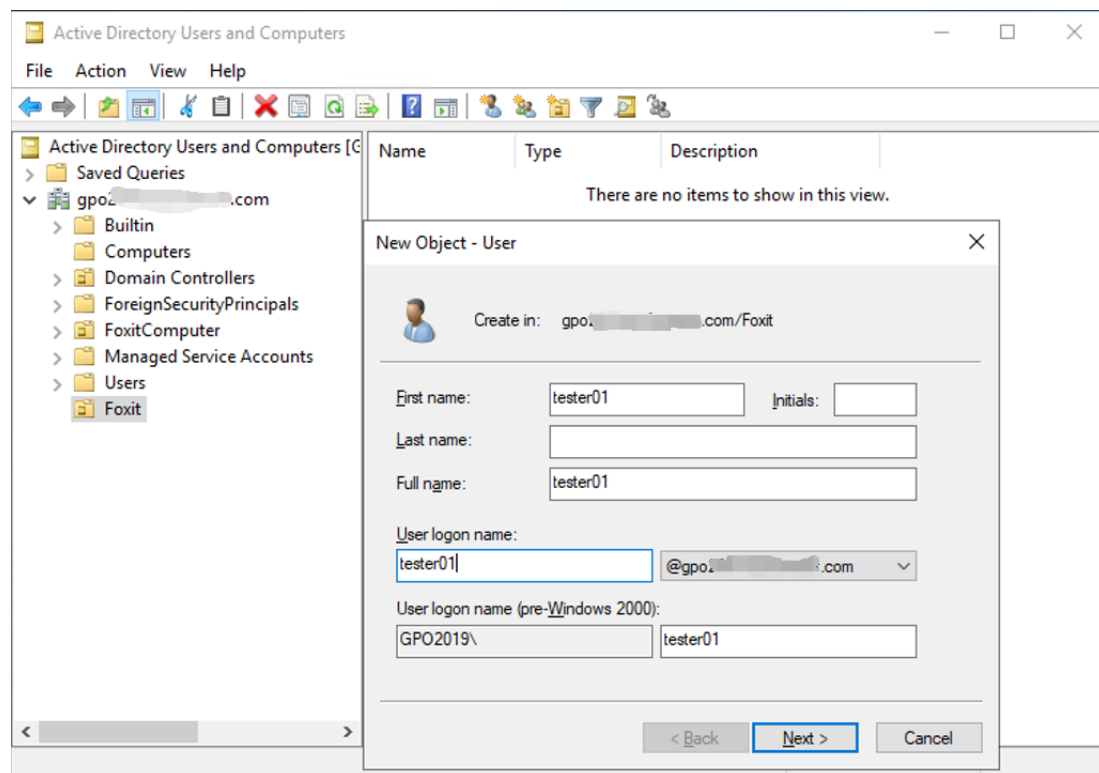 Active Directory Users and Computers
File Action View Help
Active Directory Users and Computers [G
Name Type Description
Saved Queries
There are no items to show in this view.
.com
Builtin
Computers
Domain Controllers
ForeignSecurityPrincipals
FoxitComputer
Managed Service Accounts
Users
Foxit
New Object - User
Create in: .com/Foxit
First name: tester01 Initials:
Last name:
Full name: tester01
User logon name:
tester01 @gpo2 .com
User logon name (pre-Windows 2000):
GPO2019\ tester01
< Back Next > Cancel